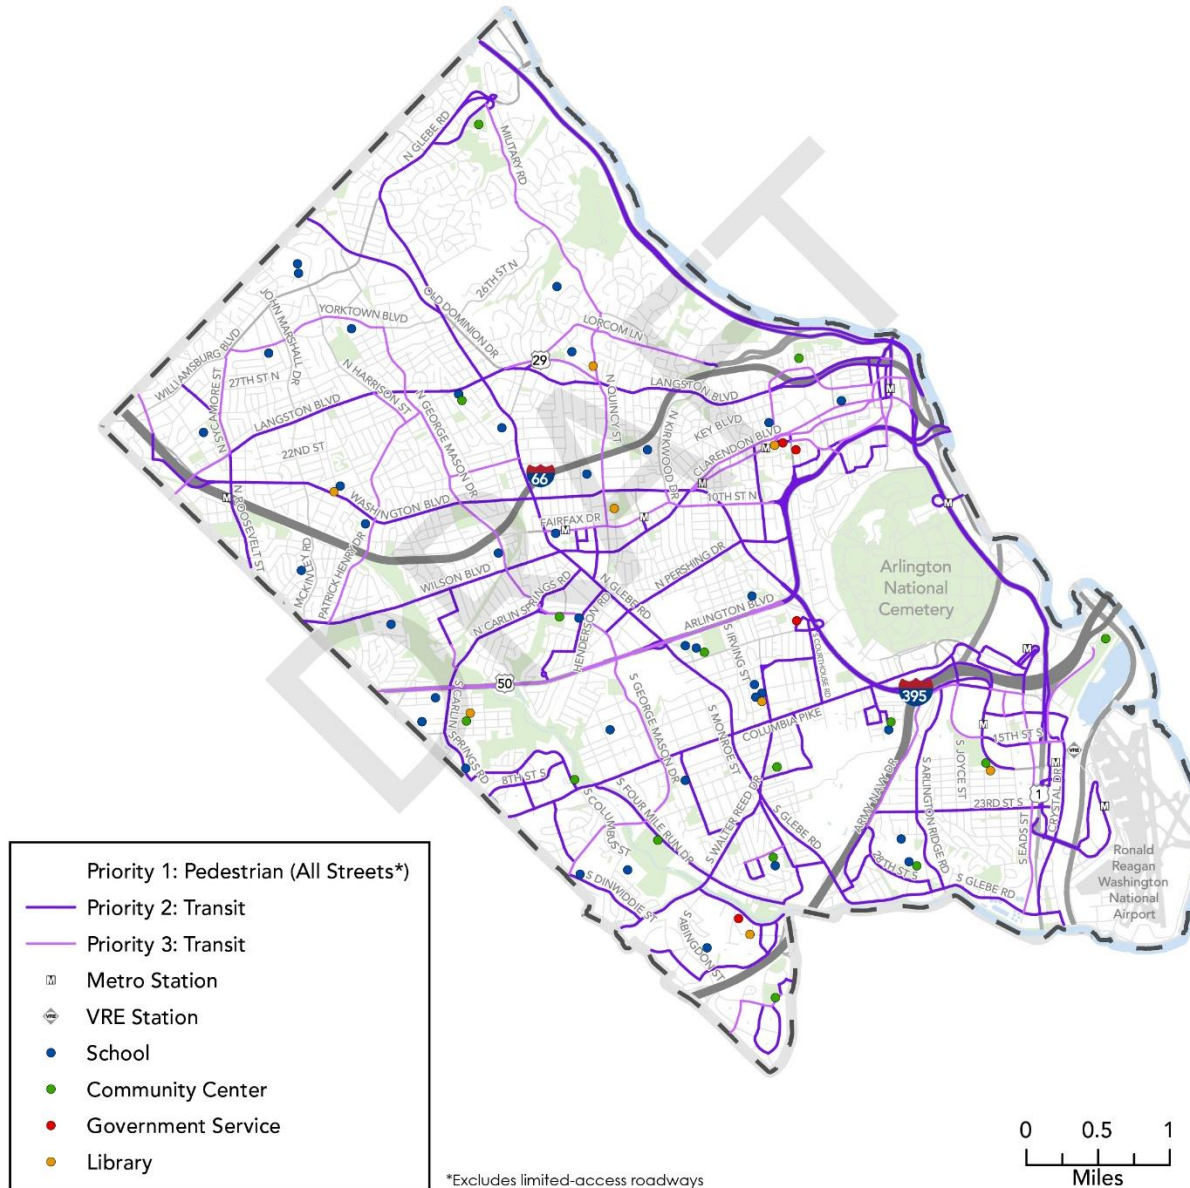 DRAFT
N GLEBE RD
MILITARY RD
26TH ST N
OLD DOMINION DR
JOHN MARSHALL DR
YORKTOWN BLVD
WILLIAMSBURG BLVD
LORCOM LN
29
27TH ST N
N SYCAMORE ST
N HARRISON ST
LANGSTON BLVD
LANGSTON BLVD
N GEORGE MASON DR
N QUINCY ST
N KIRKWOOD DR
KEY BLVD
CLARENDON BLVD
22ND ST
66
WASHINGTON BLVD
10TH ST N
FAIRFAX DR
N ROOSEVELT ST
MCKINLEY RD
PATRICK HENRY DR
WILSON BLVD
N CARLIN SPRINGS RD
N GLEBE RD
N PERSHING DR
HENDERSON RD
ARLINGTON BLVD
Arlington
National
Cemetery
S IRVING ST
S COURTHOUSE RD
50
395
S CARLIN SPRINGS RD
S GEORGE MASON DR
S MONROE ST
COLUMBIA PIKE
S JOYCE ST
15TH ST S
VRE
8TH ST S
S COLUMBUS ST
S FOUR MILE RUN DR
S WALTER REED DR
S GLEBE RD
ARMY NAVY DR
S ARLINGTON RIDGE RD
23RD ST S
1
CRYSTAL DR
S EADS ST
26TH ST S
S GLEBE RD
S DINWIDDIE ST
S ABINGDON ST
Ronald
Reagan
Washington
National
Airport
Priority 1: Pedestrian (All Streets*)
Priority 2: Transit
Priority 3: Transit
M Metro Station
VRE VRE Station
School
Community Center
Government Service
Library
*Excludes limited-access roadways
0 0.5 1
Miles